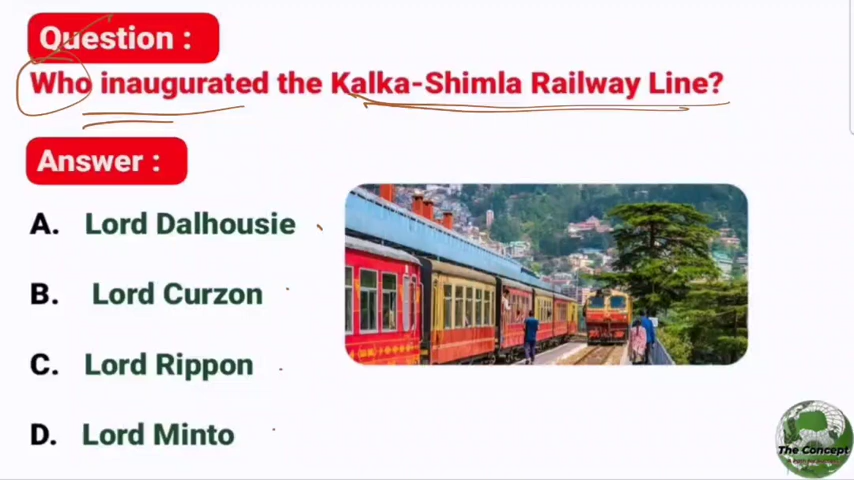 Question :
Who inaugurated the Kalka-Shimla Railway Line?
Answer :
A. Lord Dalhousie
B. Lord Curzon
C. Lord Rippon
D. Lord Minto
The Concept